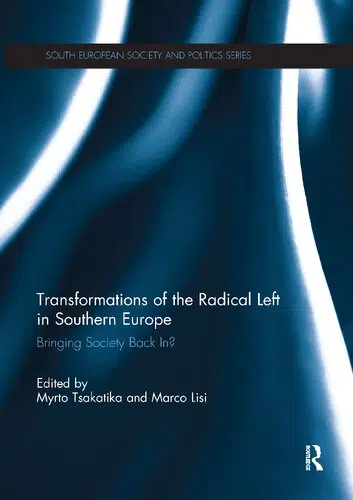 SOUTH EUROPEAN SOCIETY AND POLITICS SERIES
Transformations of the Radical Left
in Southern Europe
Bringing Society Back In?
Edited by
Myrto Tsakatika and Marco Lisi
R
ROUTLEDGE